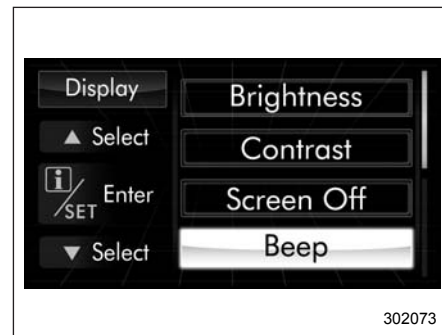 Display
▲ Select
i/SET Enter
▼ Select
Brightness
Contrast
Screen Off
Beep
302073